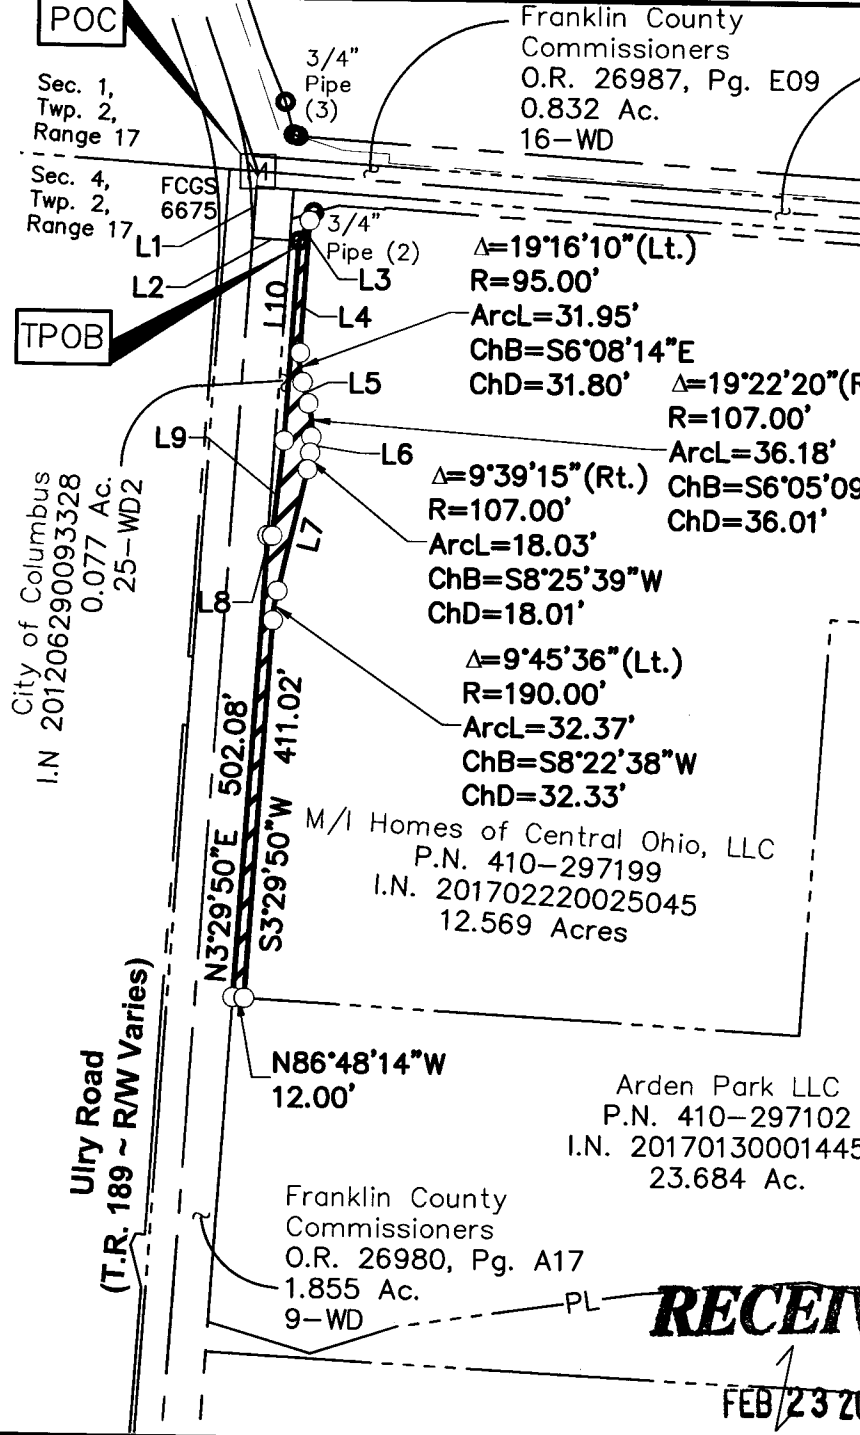 POC
3/4"
Pipe
(3)
Franklin County
Commissioners
O.R. 26987, Pg. E09
0.832 Ac.
16-WD
Sec. 1,
Twp. 2,
Range 17
Sec. 4,
Twp. 2,
Range 17
FCGS
6675
L1
L2
3/4"
Pipe (2)
L3
L10
L4
TPOB
Δ=19°16'10"(Lt.)
R=95.00'
ArcL=31.95'
ChB=S6°08'14"E
ChD=31.80'
L5
Δ=19°22'20"(R
R=107.00'
ArcL=36.18'
ChB=S6°05'09
ChD=36.01'
L9
L6
Δ=9°39'15"(Rt.)
R=107.00'
ArcL=18.03'
ChB=S8°25'39"W
ChD=18.01'
City of Columbus
I.N 201206290093328
0.077 Ac.
25-WD2
L7
L8
Δ=9°45'36"(Lt.)
R=190.00'
ArcL=32.37'
ChB=S8°22'38"W
ChD=32.33'
N3°29'50"E 502.08'
S3°29'50"W 411.02'
M/I Homes of Central Ohio, LLC
P.N. 410-297199
I.N. 201702220025045
12.569 Acres
N86°48'14"W
12.00'
Ulry Road
(T.R. 189 ~ R/W Varies)
Arden Park LLC
P.N. 410-297102
I.N. 20170130001445
23.684 Ac.
Franklin County
Commissioners
O.R. 26980, Pg. A17
1.855 Ac.
9-WD
PL
RECEIV
FEB 23 20